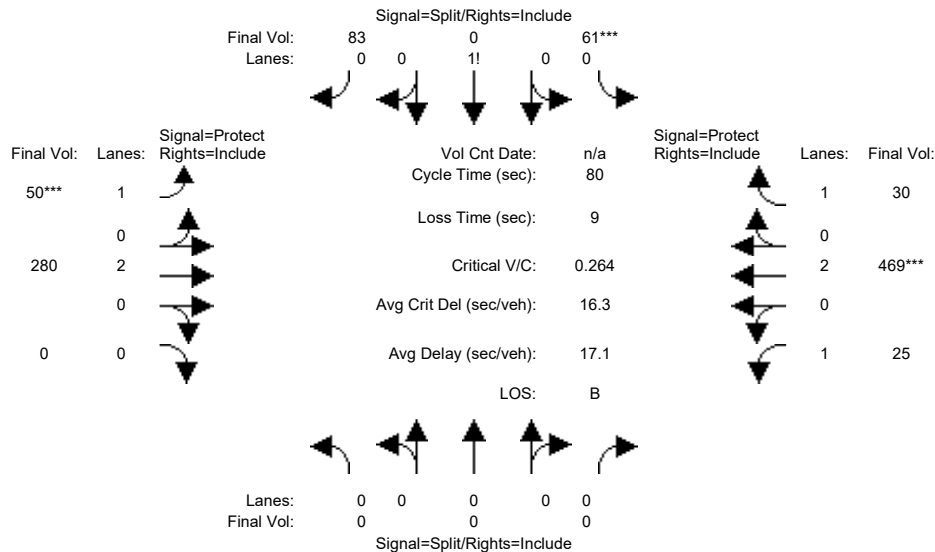 Signal=Split/Rights=Include
Final Vol: 83 0 61***
Lanes: 0 0 1! 0 0
Signal=Protect
Final Vol: Lanes: Rights=Include
Vol Cnt Date: n/a
Signal=Protect
Rights=Include Lanes: Final Vol:
Cycle Time (sec): 80
50*** 1
1 30
Loss Time (sec): 9
0
0
280 2
Critical V/C: 0.264
2 469***
0
Avg Crit Del (sec/veh): 16.3
0
0 0
Avg Delay (sec/veh): 17.1
1 25
LOS: B
Lanes: 0 0 0 0 0
Final Vol: 0 0 0
Signal=Split/Rights=Include